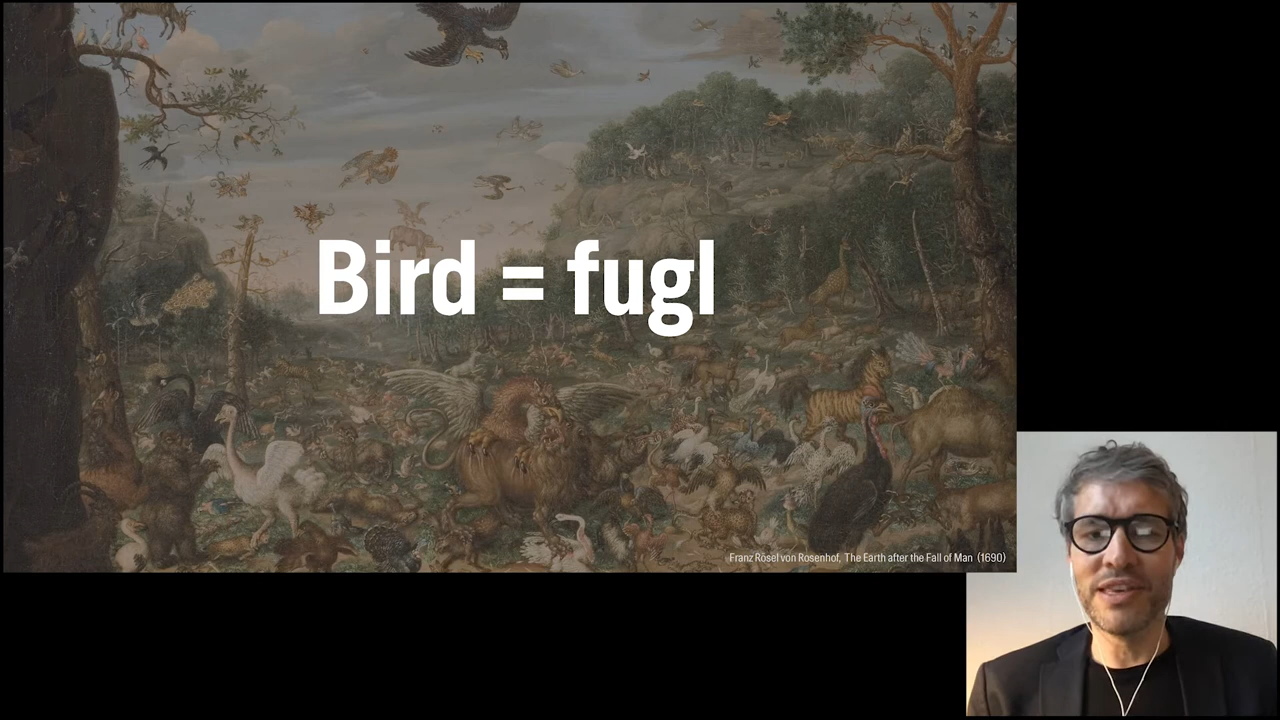 Bird = fugl
Franz Rösel von Rosenhof, The Earth after the Fall of Man (1690)